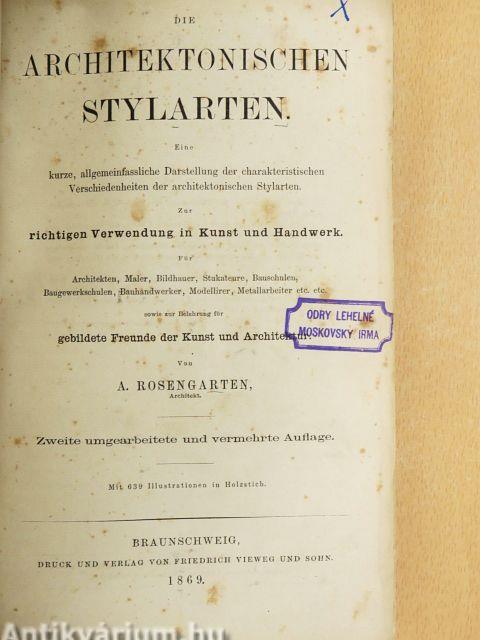 DIE
ARCHITEKTONISCHEN
STYLARTEN.
Eine
kurze, allgemeinfassliche Darstellung der charakteristischen
Verschiedenheiten der architektonischen Stylarten.
Zur
richtigen Verwendung in Kunst und Handwerk.
Für
Architekten, Maler, Bildhauer, Stukateure, Bauschulen,
Baugewerkschulen, Bauhandwerker, Modellirer, Metallarbeiter etc. etc.
sowie zur Belehrung für
gebildete Freunde der Kunst und Architektur.
ODRY LEHELNÉ
MOSKOVSKY IRMA
Von
A. ROSENGARTEN,
Architekt.
Zweite umgearbeitete und vermehrte Auflage.
Mit 639 Illustrationen in Holzstich.
BRAUNSCHWEIG,
DRUCK UND VERLAG VON FRIEDRICH VIEWEG UND SOHN.
1869.
Antikvárium.hu